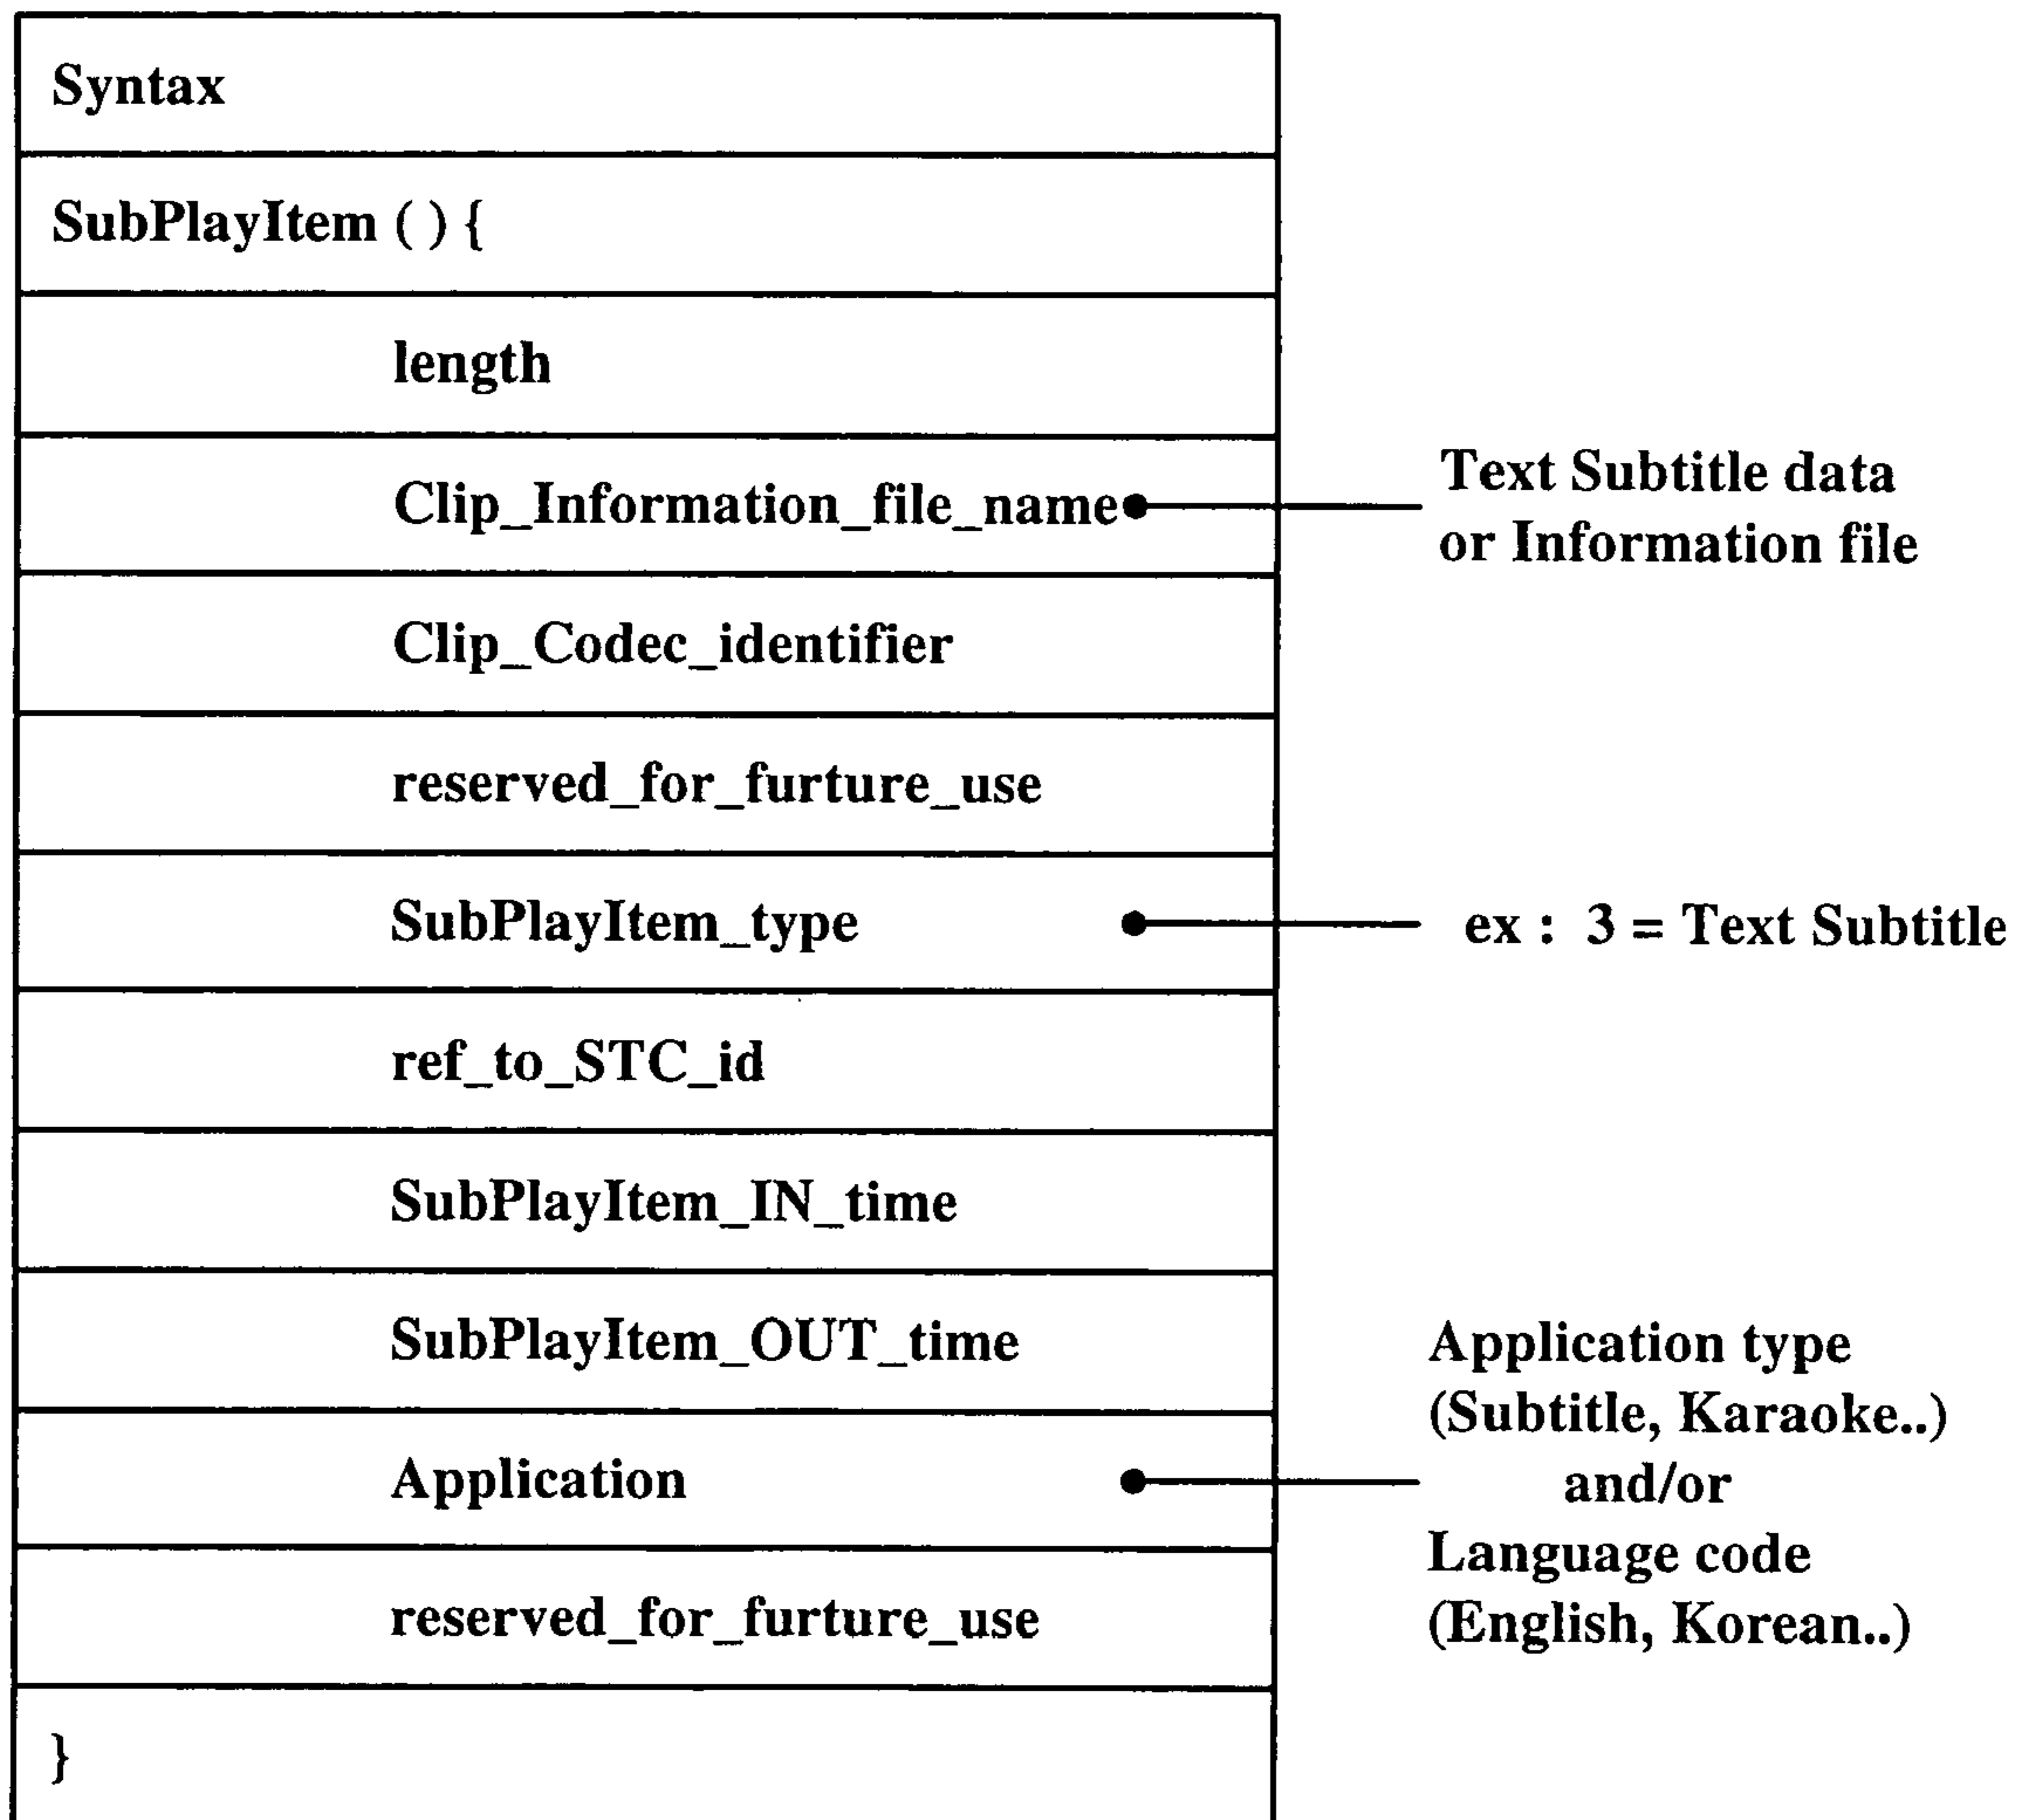 Syntax
SubPlayItem ( ) {
length
Clip_Information_file_name
Text Subtitle data
or Information file
Clip_Codec_identifier
reserved_for_furture_use
SubPlayItem_type
ex : 3 = Text Subtitle
ref_to_STC_id
SubPlayItem_IN_time
SubPlayItem_OUT_time
Application
Application type
(Subtitle, Karaoke..)
and/or
Language code
(English, Korean..)
reserved_for_furture_use
}